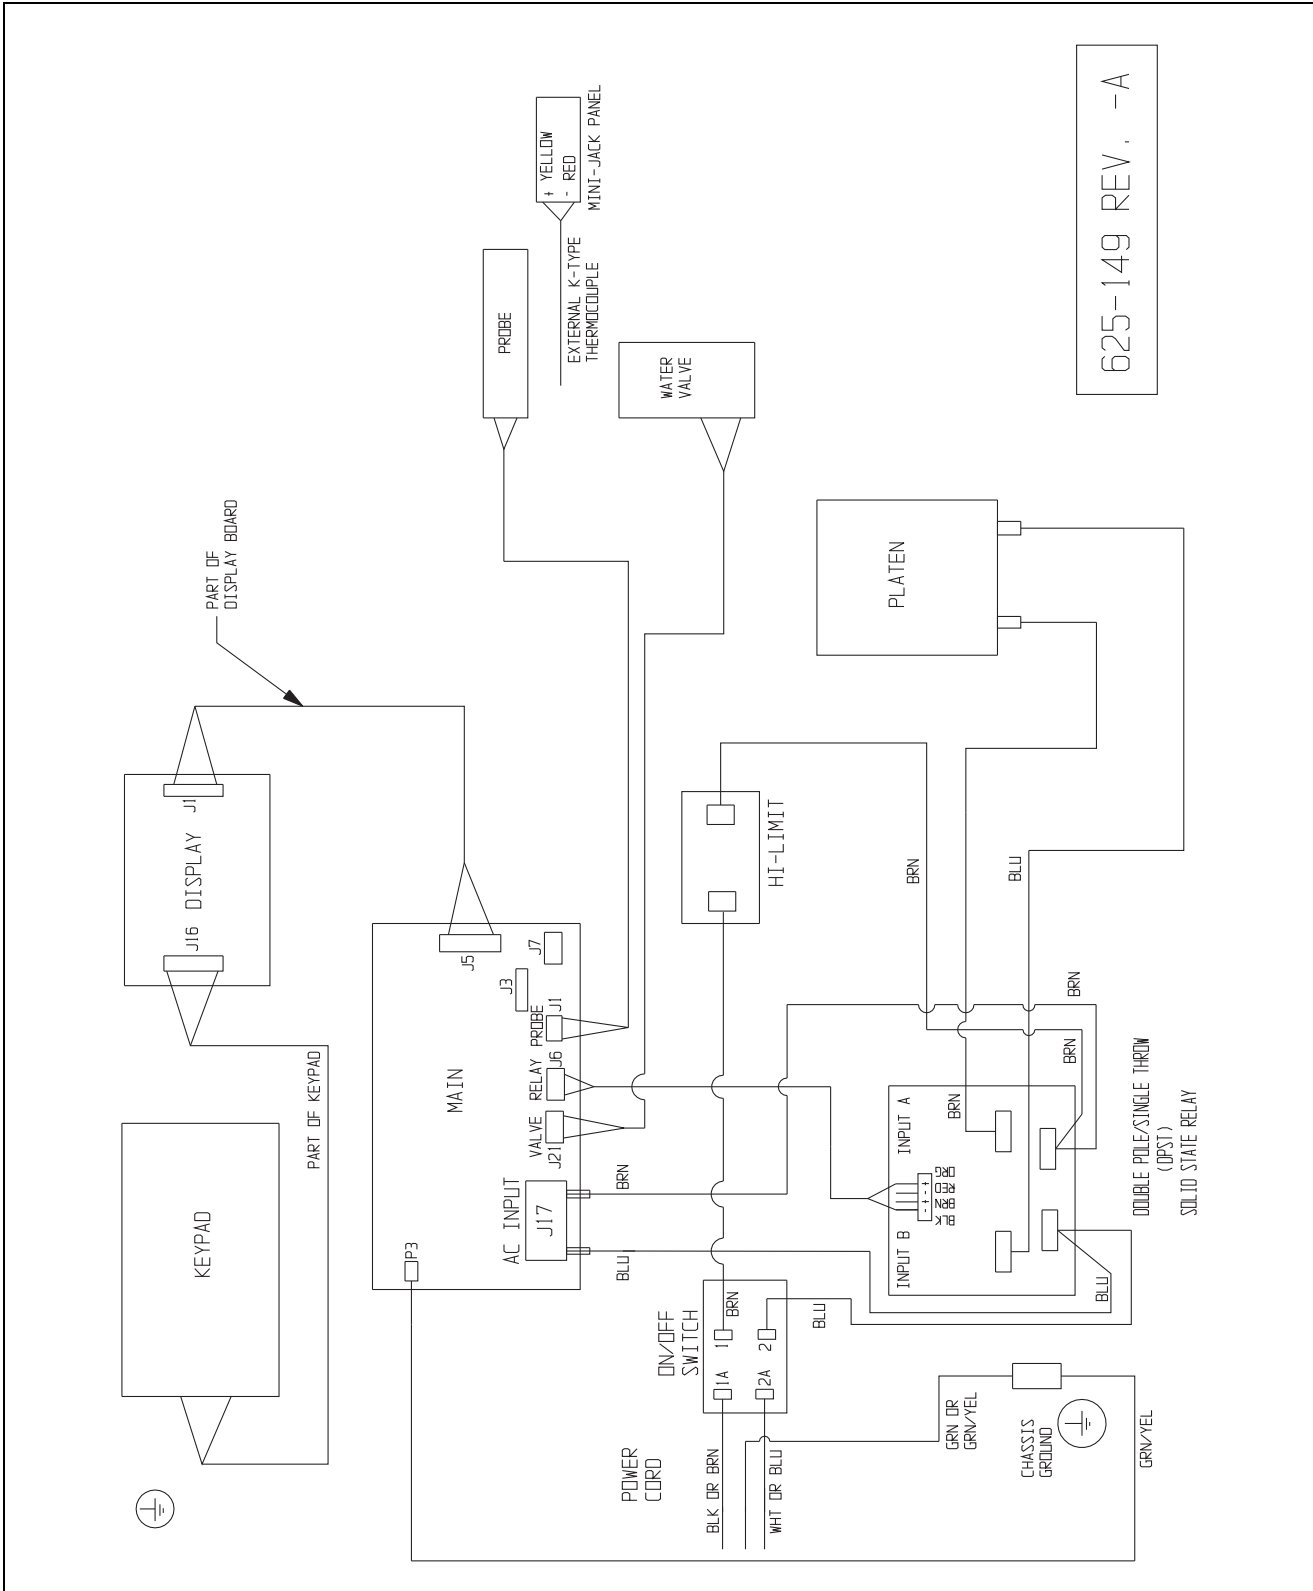 KEYPAD
PART OF KEYPAD
J16
DISPLAY
J1
PART OF
DISPLAY BOARD
P3
MAIN
J5
AC INPUT
J17
VALVE
J21
RELAY
J6
PROBE
J1
J3
J7
BLU
BRN
PROBE
EXTERNAL K-TYPE
THERMOCOUPLE
+ YELLOW
- RED
MINI-JACK PANEL
WATER
VALVE
POWER
CORD
BLK OR BRN
WHT OR BLU
ON/OFF
SWITCH
1A
1
BRN
2A
2
BLU
HI-LIMIT
BRN
PLATEN
BLU
GRN OR
GRN/YEL
CHASSIS
GROUND
GRN/YEL
INPUT B
INPUT A
BLK
BRN
RED
ORG
- + - +
BRN
BLU
BRN
BRN
DOUBLE POLE/SINGLE THROW
(DPST)
SOLID STATE RELAY
625-149 REV. -A